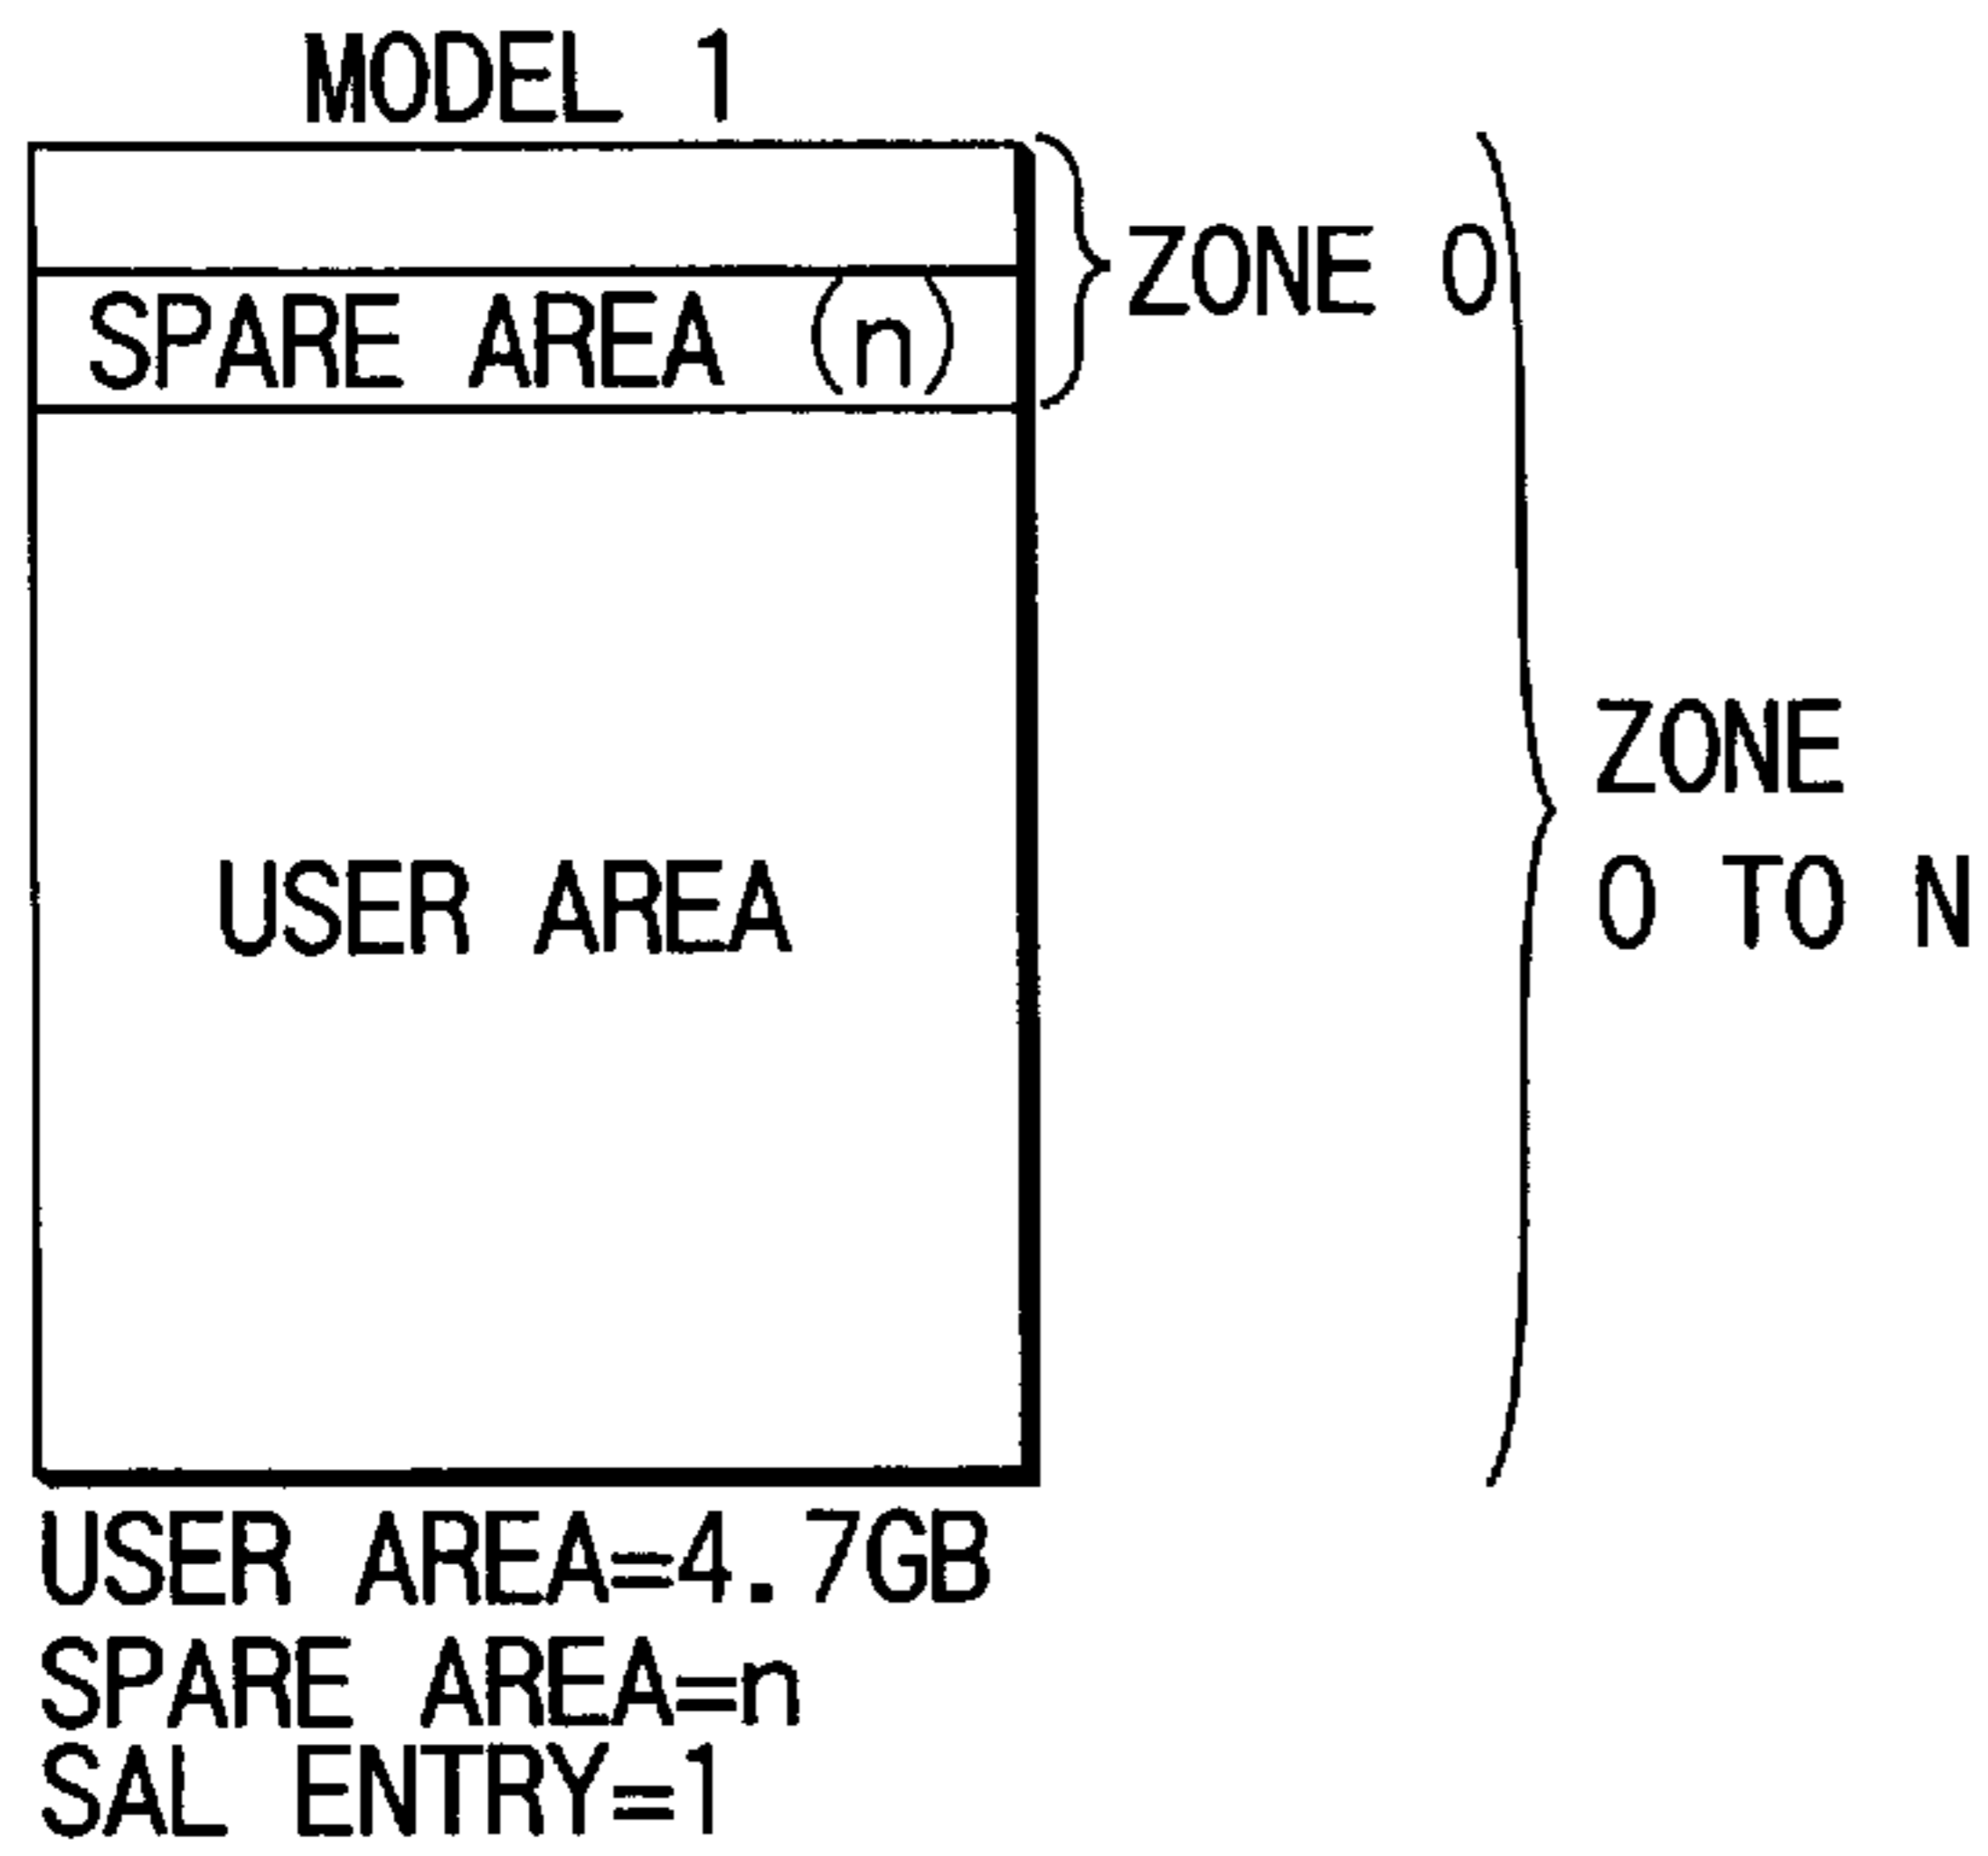 MODEL 1
ZONE 0
SPARE AREA (n)
ZONE
0 TO N
USER AREA
USER AREA=4.7GB
SPARE AREA=n
SAL ENTRY=1